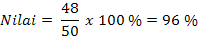 Nilai = 48/50 x 100 % = 96 %